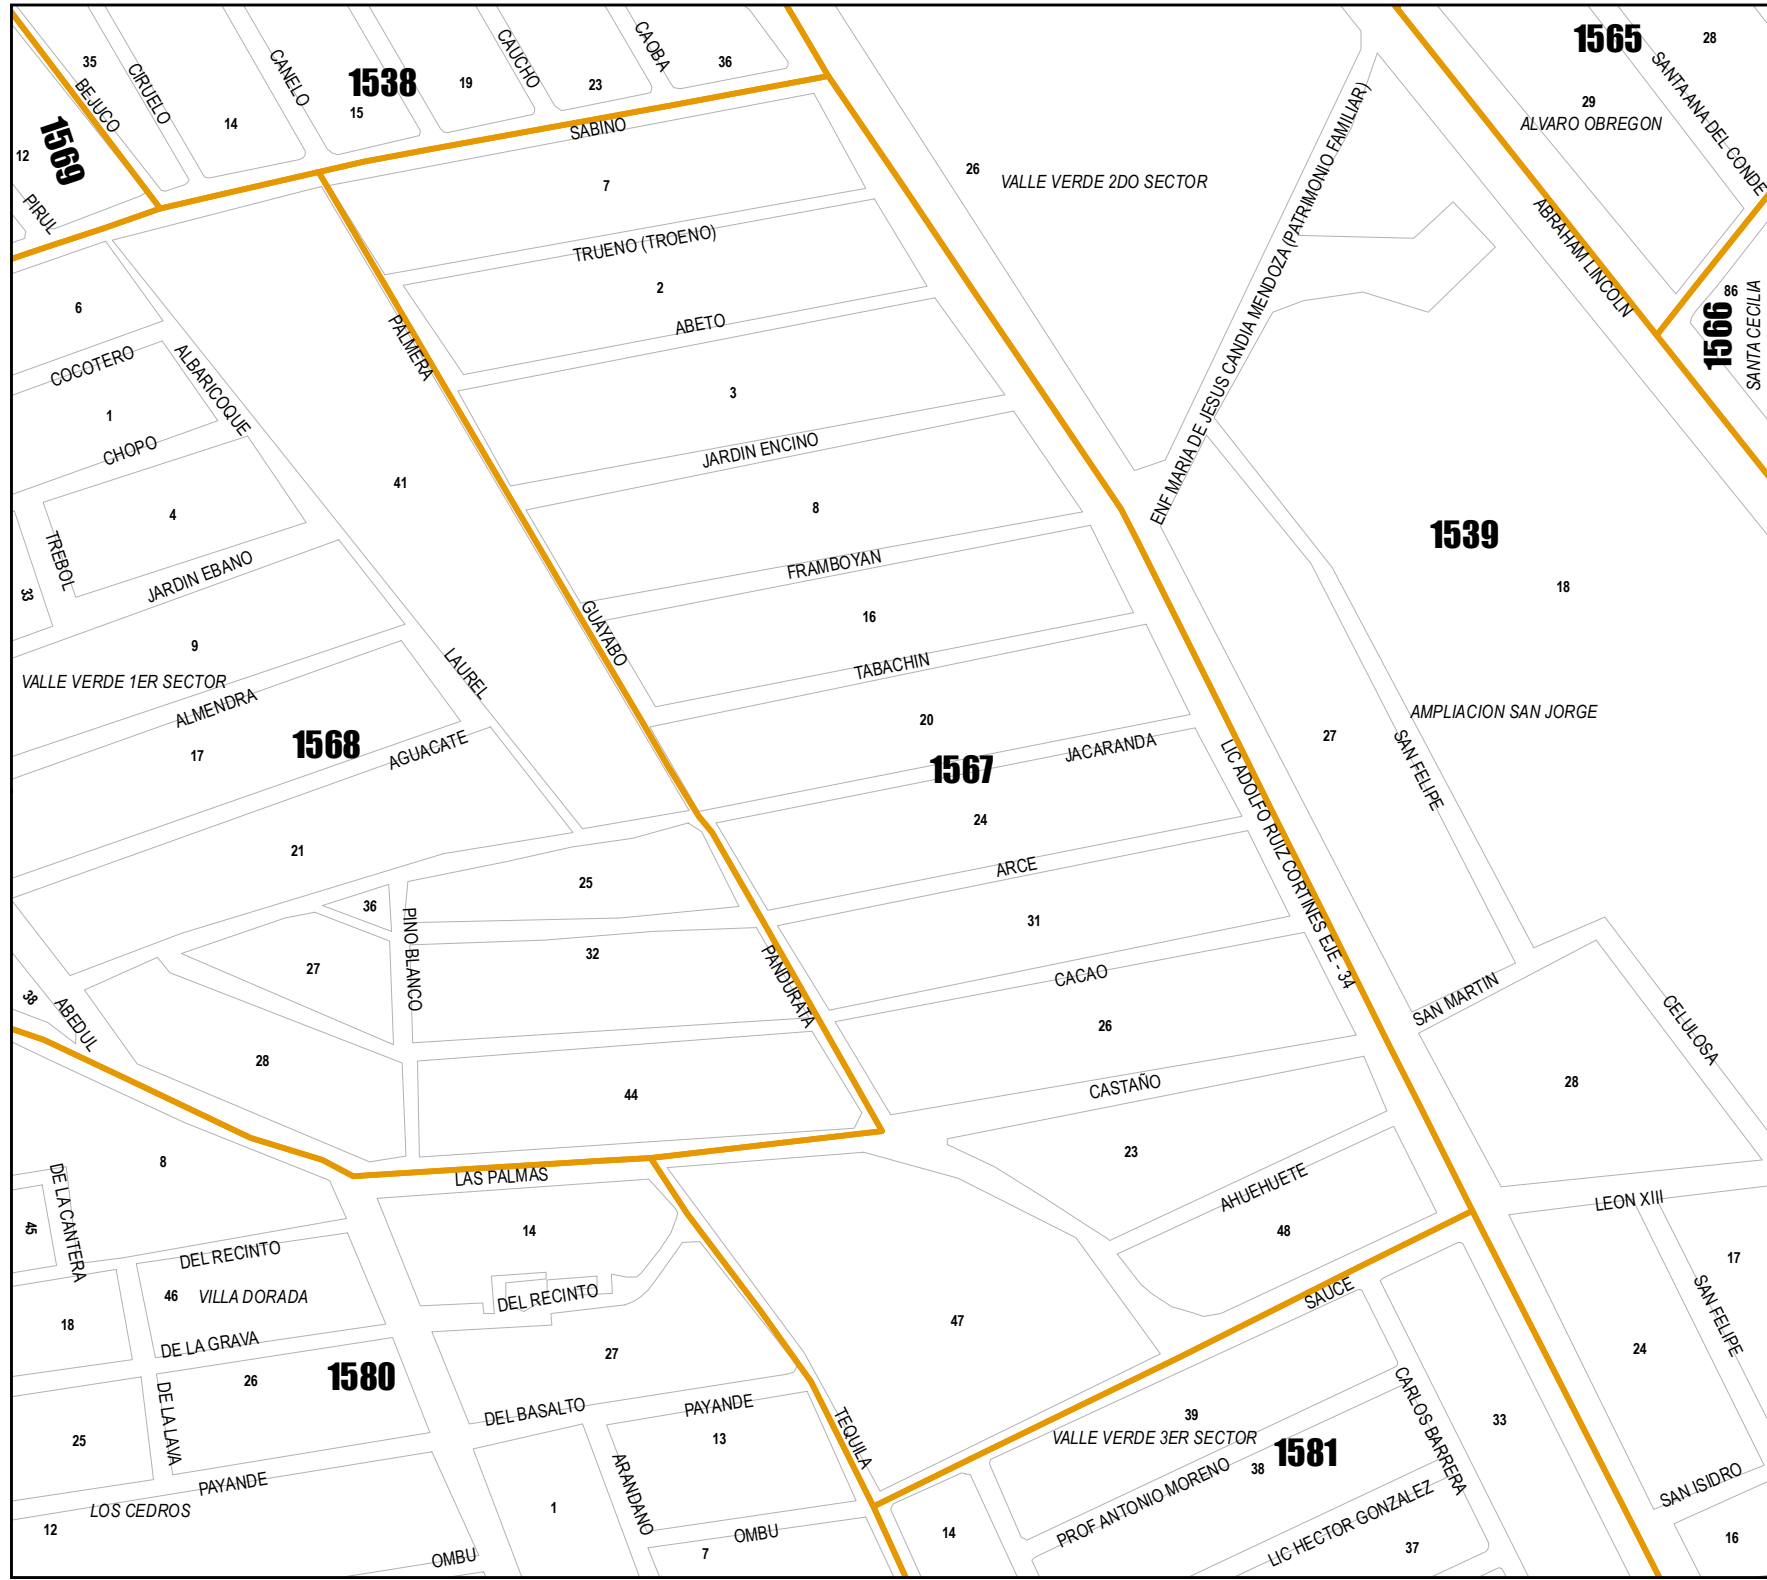 35
BEJUCO
CIRUELO
14
CANELO
1538
15
19
CAUCHO
23
CAOBA
36
1565
28
29
ALVARO OBREGON
SANTA ANA DEL CONDE
12
1569
PIRUL
SABINO
7
26
VALLE VERDE 2DO SECTOR
ENF MARIA DE JESUS CANDIA MENDOZA (PATRIMONIO FAMILIAR)
ABRAHAM LINCOLN
86
1566
SANTA CECILIA
TRUENO (TROENO)
2
6
COCOTERO
ALBARICOQUE
PALMERA
ABETO
3
1
CHOPO
JARDIN ENCINO
41
4
8
1539
TREBOL
33
JARDIN EBANO
FRAMBOYAN
18
GUAYABO
16
9
VALLE VERDE 1ER SECTOR
LAUREL
TABACHIN
ALMENDRA
20
AMPLIACION SAN JORGE
27
17
1568
AGUACATE
1567
JACARANDA
LIC ADOLFO RUIZ CORTINES EJE - 34
SAN FELIPE
24
21
ARCE
25
36
PINO BLANCO
31
27
32
PANDURATA
CACAO
SAN MARTIN
38
ABEDUL
26
CELULOSA
28
44
CASTAÑO
28
8
23
DE LA CANTERA
LAS PALMAS
AHUEHUETE
LEON XIII
45
14
48
DEL RECINTO
17
46
VILLA DORADA
DEL RECINTO
SAUCE
SAN FELIPE
18
DE LA GRAVA
47
27
24
26
1580
DE LA LAVA
DEL BASALTO
PAYANDE
CARLOS BARRERA
25
13
TEQUILA
39
VALLE VERDE 3ER SECTOR
33
1581
PAYANDE
ARANDANO
PROF ANTONIO MORENO
38
SAN ISIDRO
LOS CEDROS
1
LIC HECTOR GONZALEZ
12
OMBU
14
OMBU
7
37
16